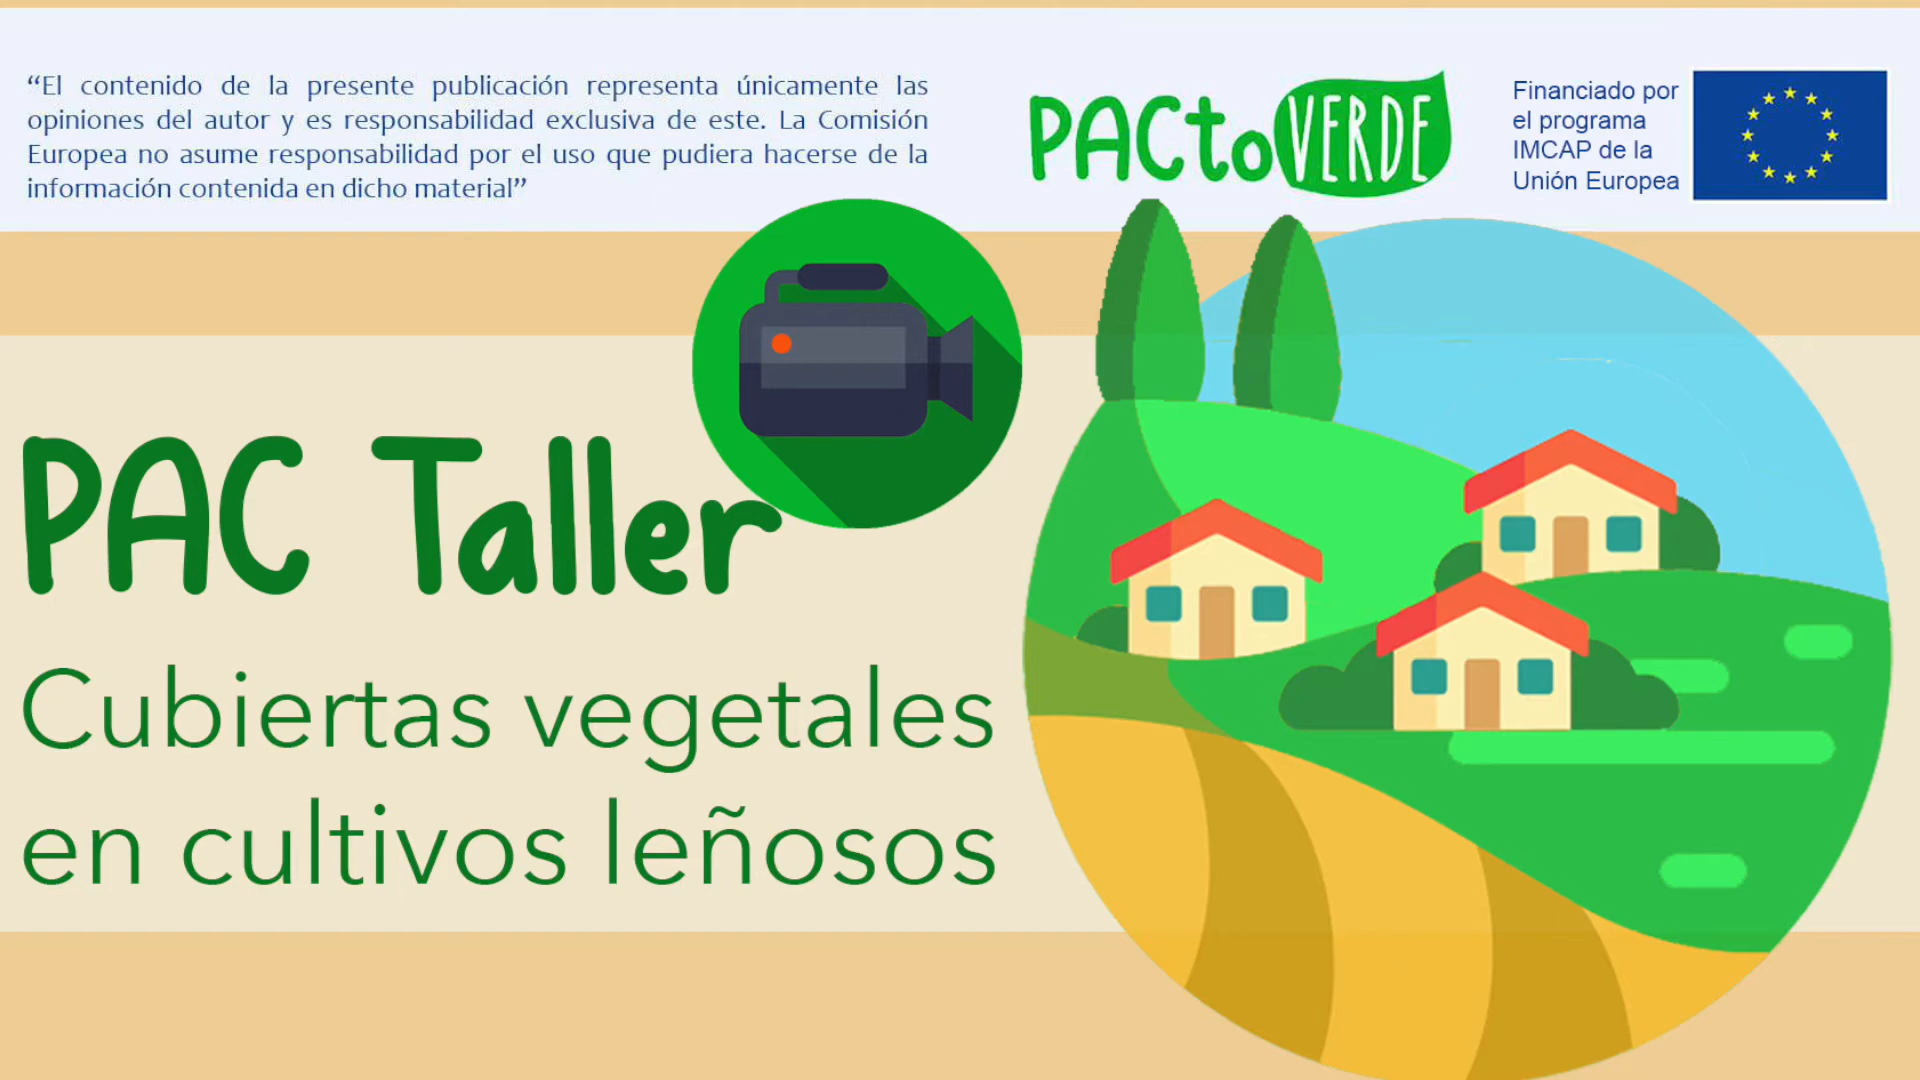 “El contenido de la presente publicación representa únicamente las
opiniones del autor y es responsabilidad exclusiva de este. La Comisión
Europea no asume responsabilidad por el uso que pudiera hacerse de la
información contenida en dicho material”
PACtoVERDE
Financiado por
el programa
IMCAP de la
Unión Europea
PAC Taller
Cubiertas vegetales
en cultivos leñosos